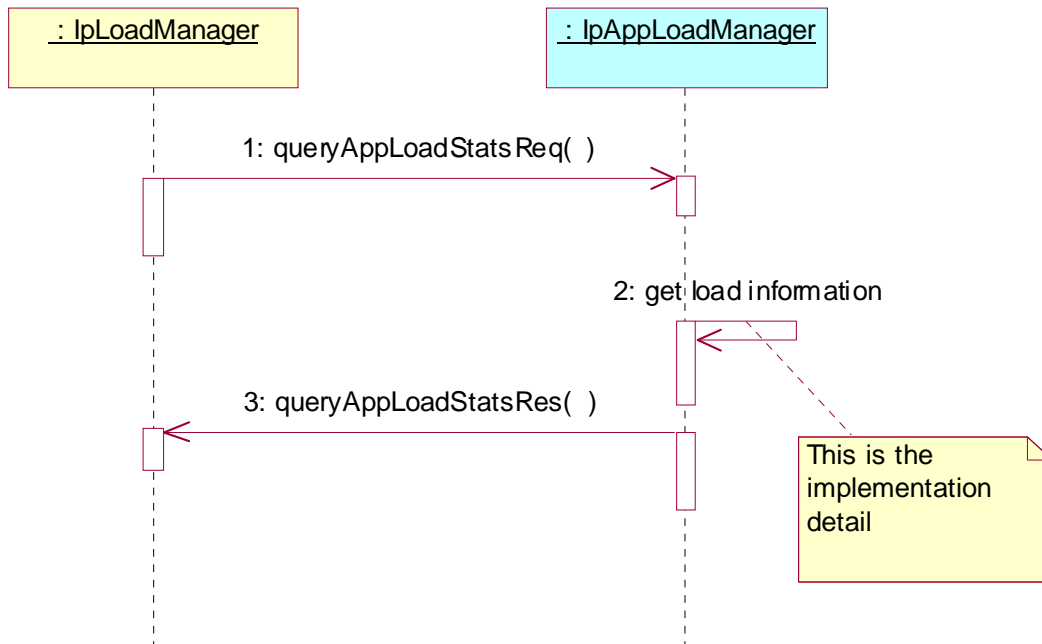 : IpLoadManager
: IpAppLoadManager
1: queryAppLoadStatsReq( )
2: get load information
3: queryAppLoadStatsRes( )
This is the
implementation
detail